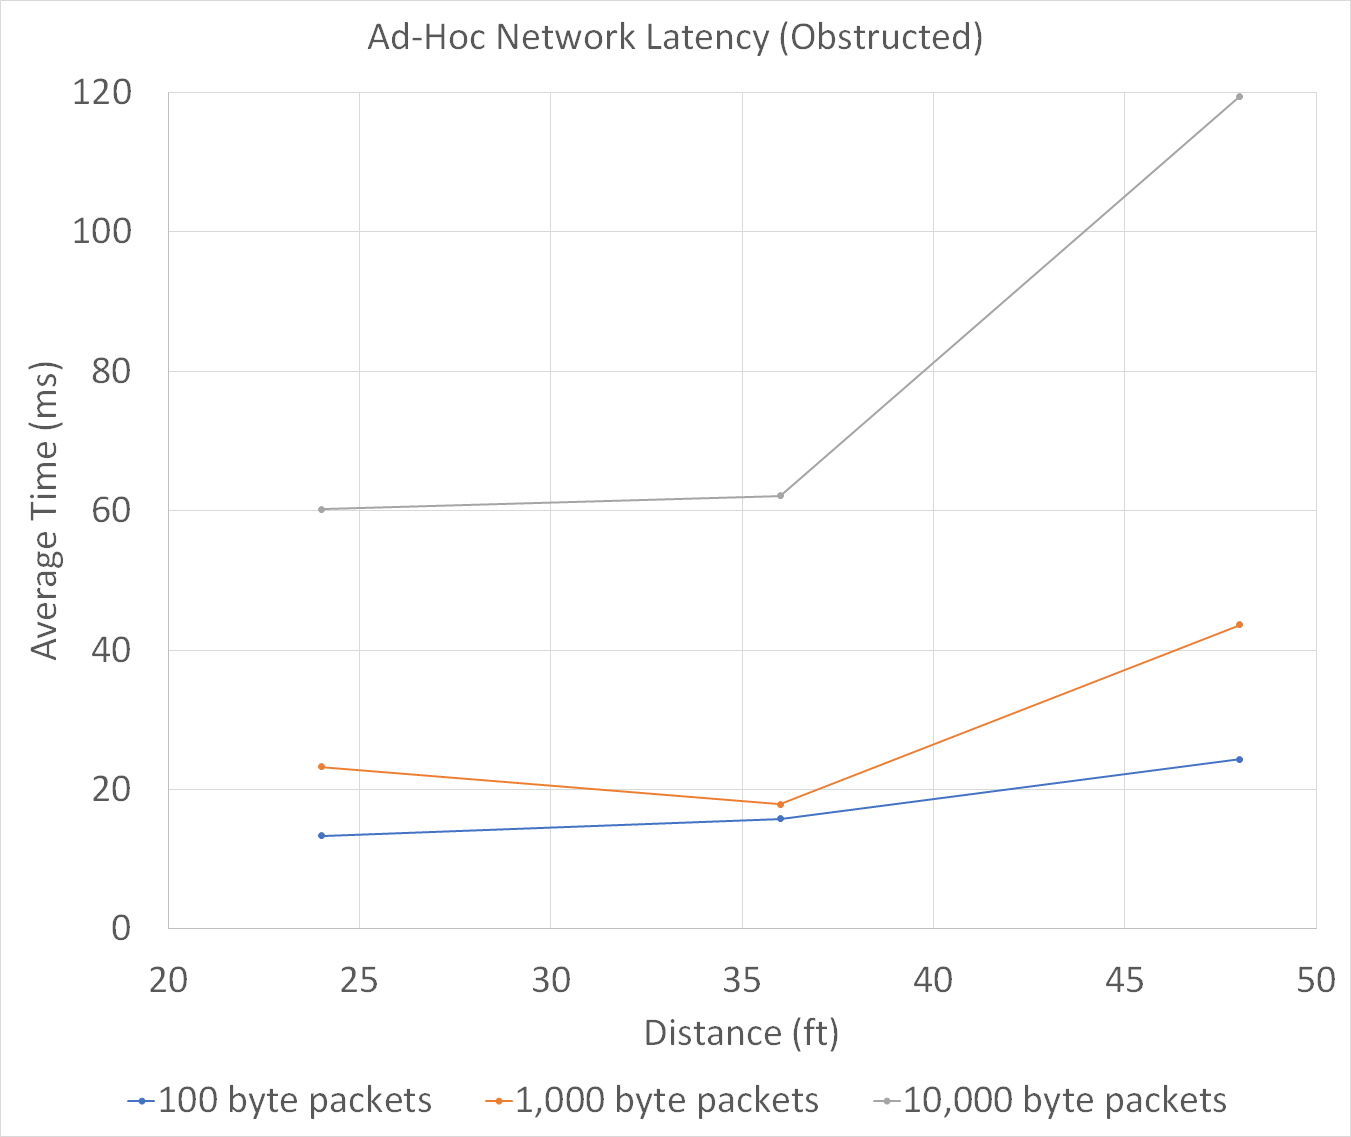 Ad-Hoc Network Latency (Obstructed)
120
100
80
60
40
20
0
Average Time (ms)
20 25 30 35 40 45 50
Distance (ft)
100 byte packets 1,000 byte packets 10,000 byte packets